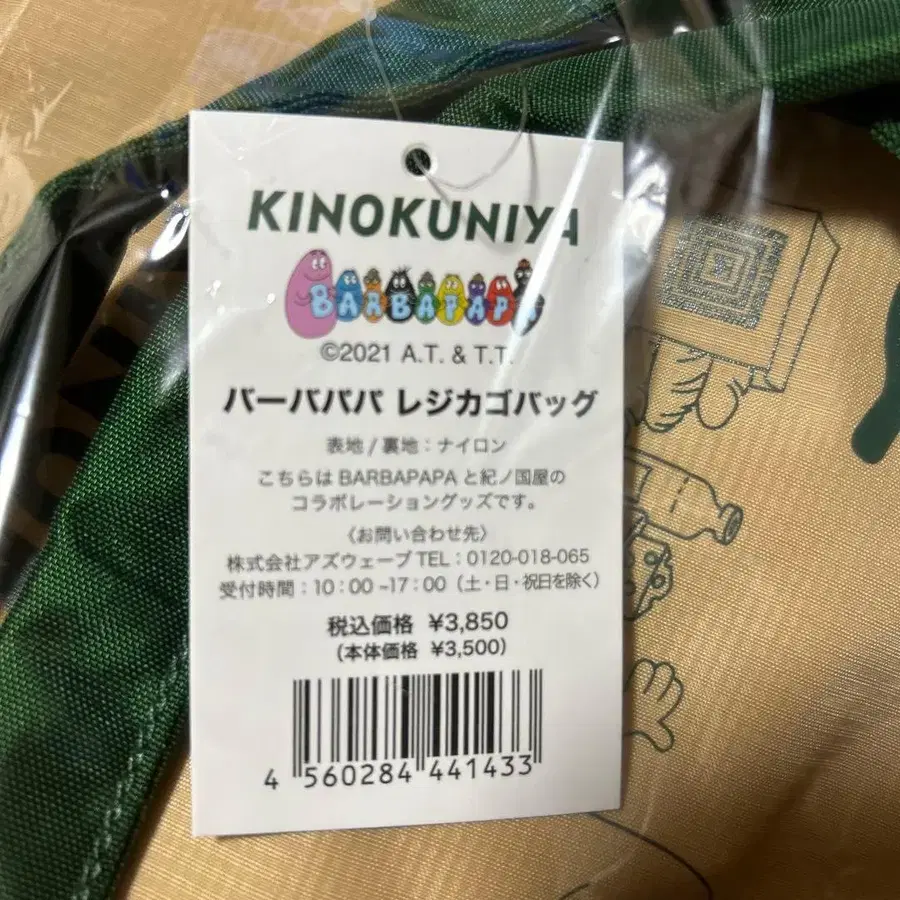 KINOKUNIYA
BARBAPAPA
©2021 A.T. & T.T.
バーバパパ レジカゴバッグ
表地 / 裏地：ナイロン
こちらは BARBAPAPA と紀ノ国屋の
コラボレーショングッズです。
〈お問い合わせ先〉
株式会社アズウェーブ TEL：0120-018-065
受付時間：10：00 ~17：00（土・日・祝日を除く）
税込価格 ¥3,850
（本体価格 ¥3,500）
4 560284 441433